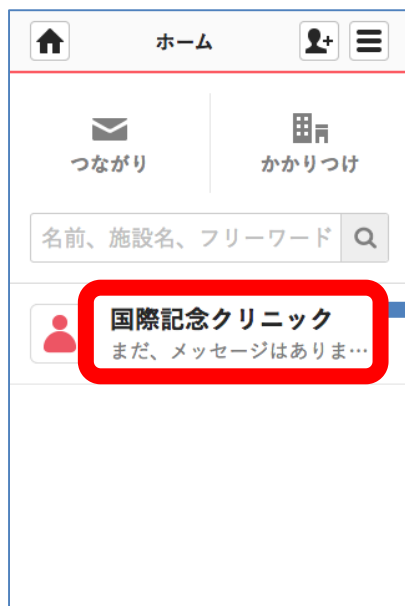 ホーム
つながり
かかりつけ
名前、施設名、フリーワード
国際記念クリニック
まだ、メッセージはありま…